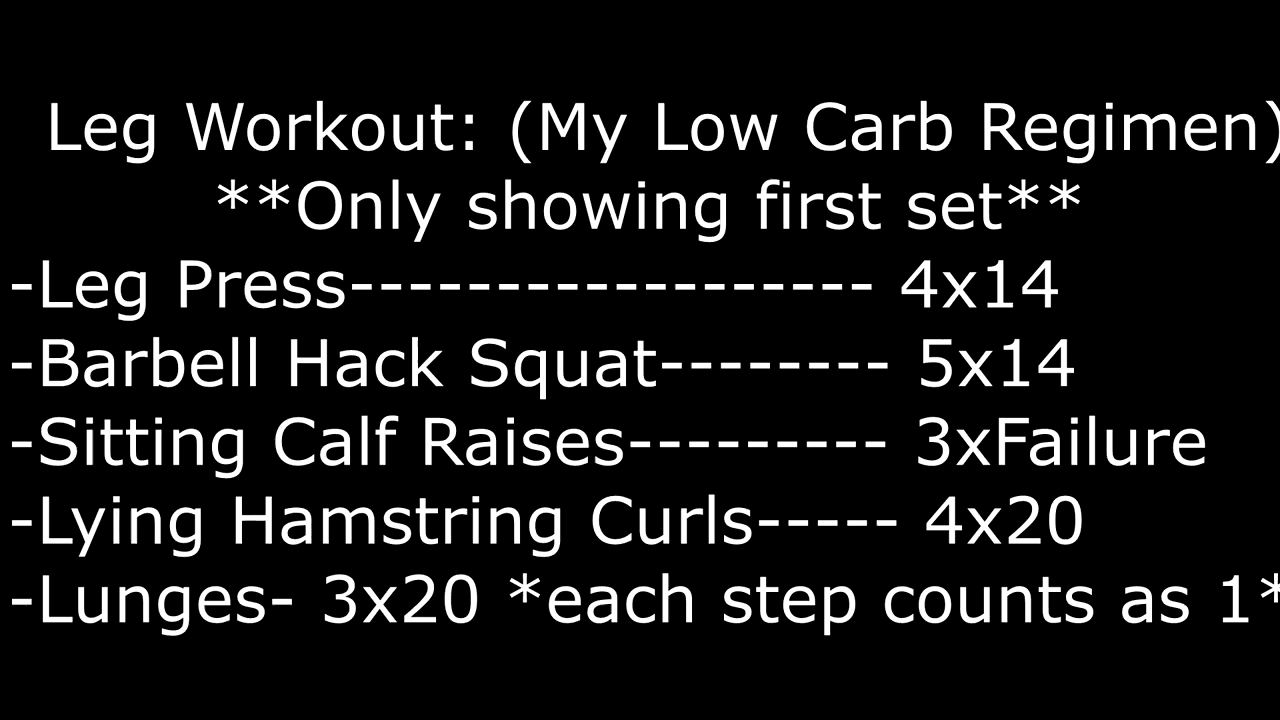 Leg Workout: (My Low Carb Regimen)
**Only showing first set**
-Leg Press------------------ 4x14
-Barbell Hack Squat-------- 5x14
-Sitting Calf Raises--------- 3xFailure
-Lying Hamstring Curls----- 4x20
-Lunges- 3x20 *each step counts as 1*